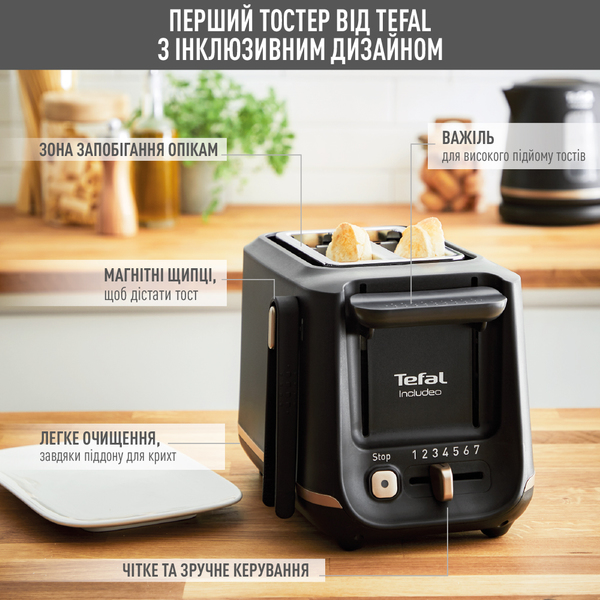 ПЕРШИЙ ТОСТЕР ВІД TEFAL
З ІНКЛЮЗИВНИМ ДИЗАЙНОМ
ЗОНА ЗАПОБІГАННЯ ОПІКАМ
ВАЖІЛЬ
для високого підйому тостів
МАГНІТНІ ЩИПЦІ,
щоб дістати тост
Tefal
Includeo
ЛЕГКЕ ОЧИЩЕННЯ,
завдяки піддону для крихт
Stop 1 2 3 4 5 6 7
ЧІТКЕ ТА ЗРУЧНЕ КЕРУВАННЯ